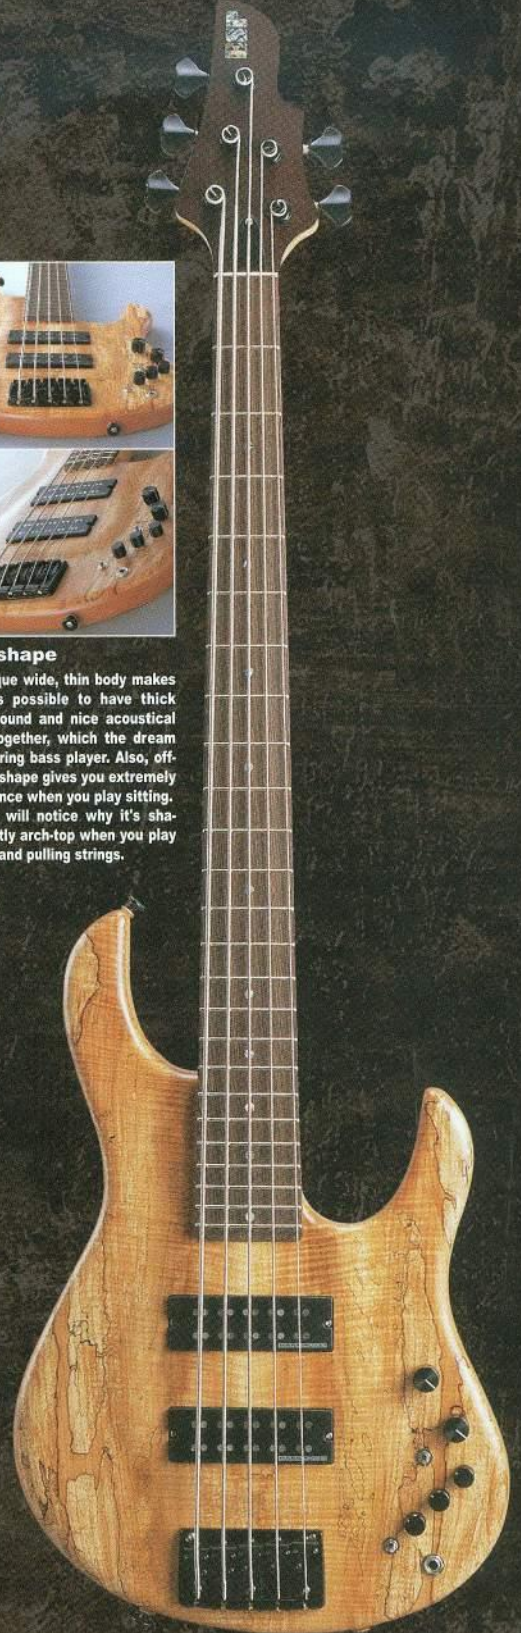 ESP
shape
que wide, thin body makes
s possible to have thick
ound and nice acoustical
ogether, which the dream
ring bass player. Also, off-
shape gives you extremely
nce when you play sitting.
will notice why it's sha-
tly arch-top when you play
and pulling strings.